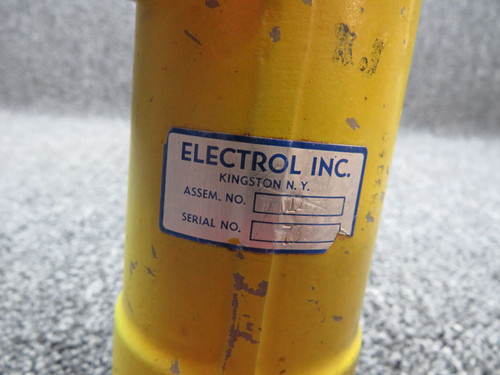 ELECTROL INC.
KINGSTON N. Y.
ASSEM. NO.
SERIAL NO.